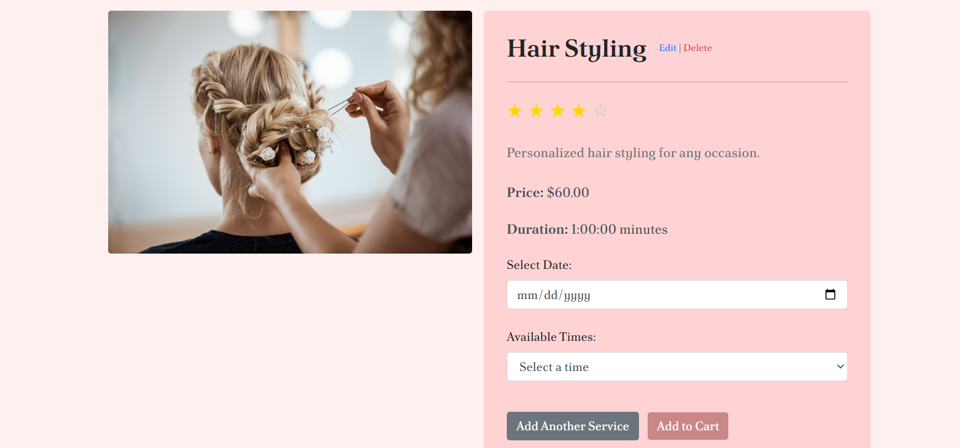 Hair Styling Edit | Delete
Personalized hair styling for any occasion.
Price: $60.00
Duration: 1:00:00 minutes
Select Date:
mm/dd/yyyy
Available Times:
Select a time
Add Another Service Add to Cart